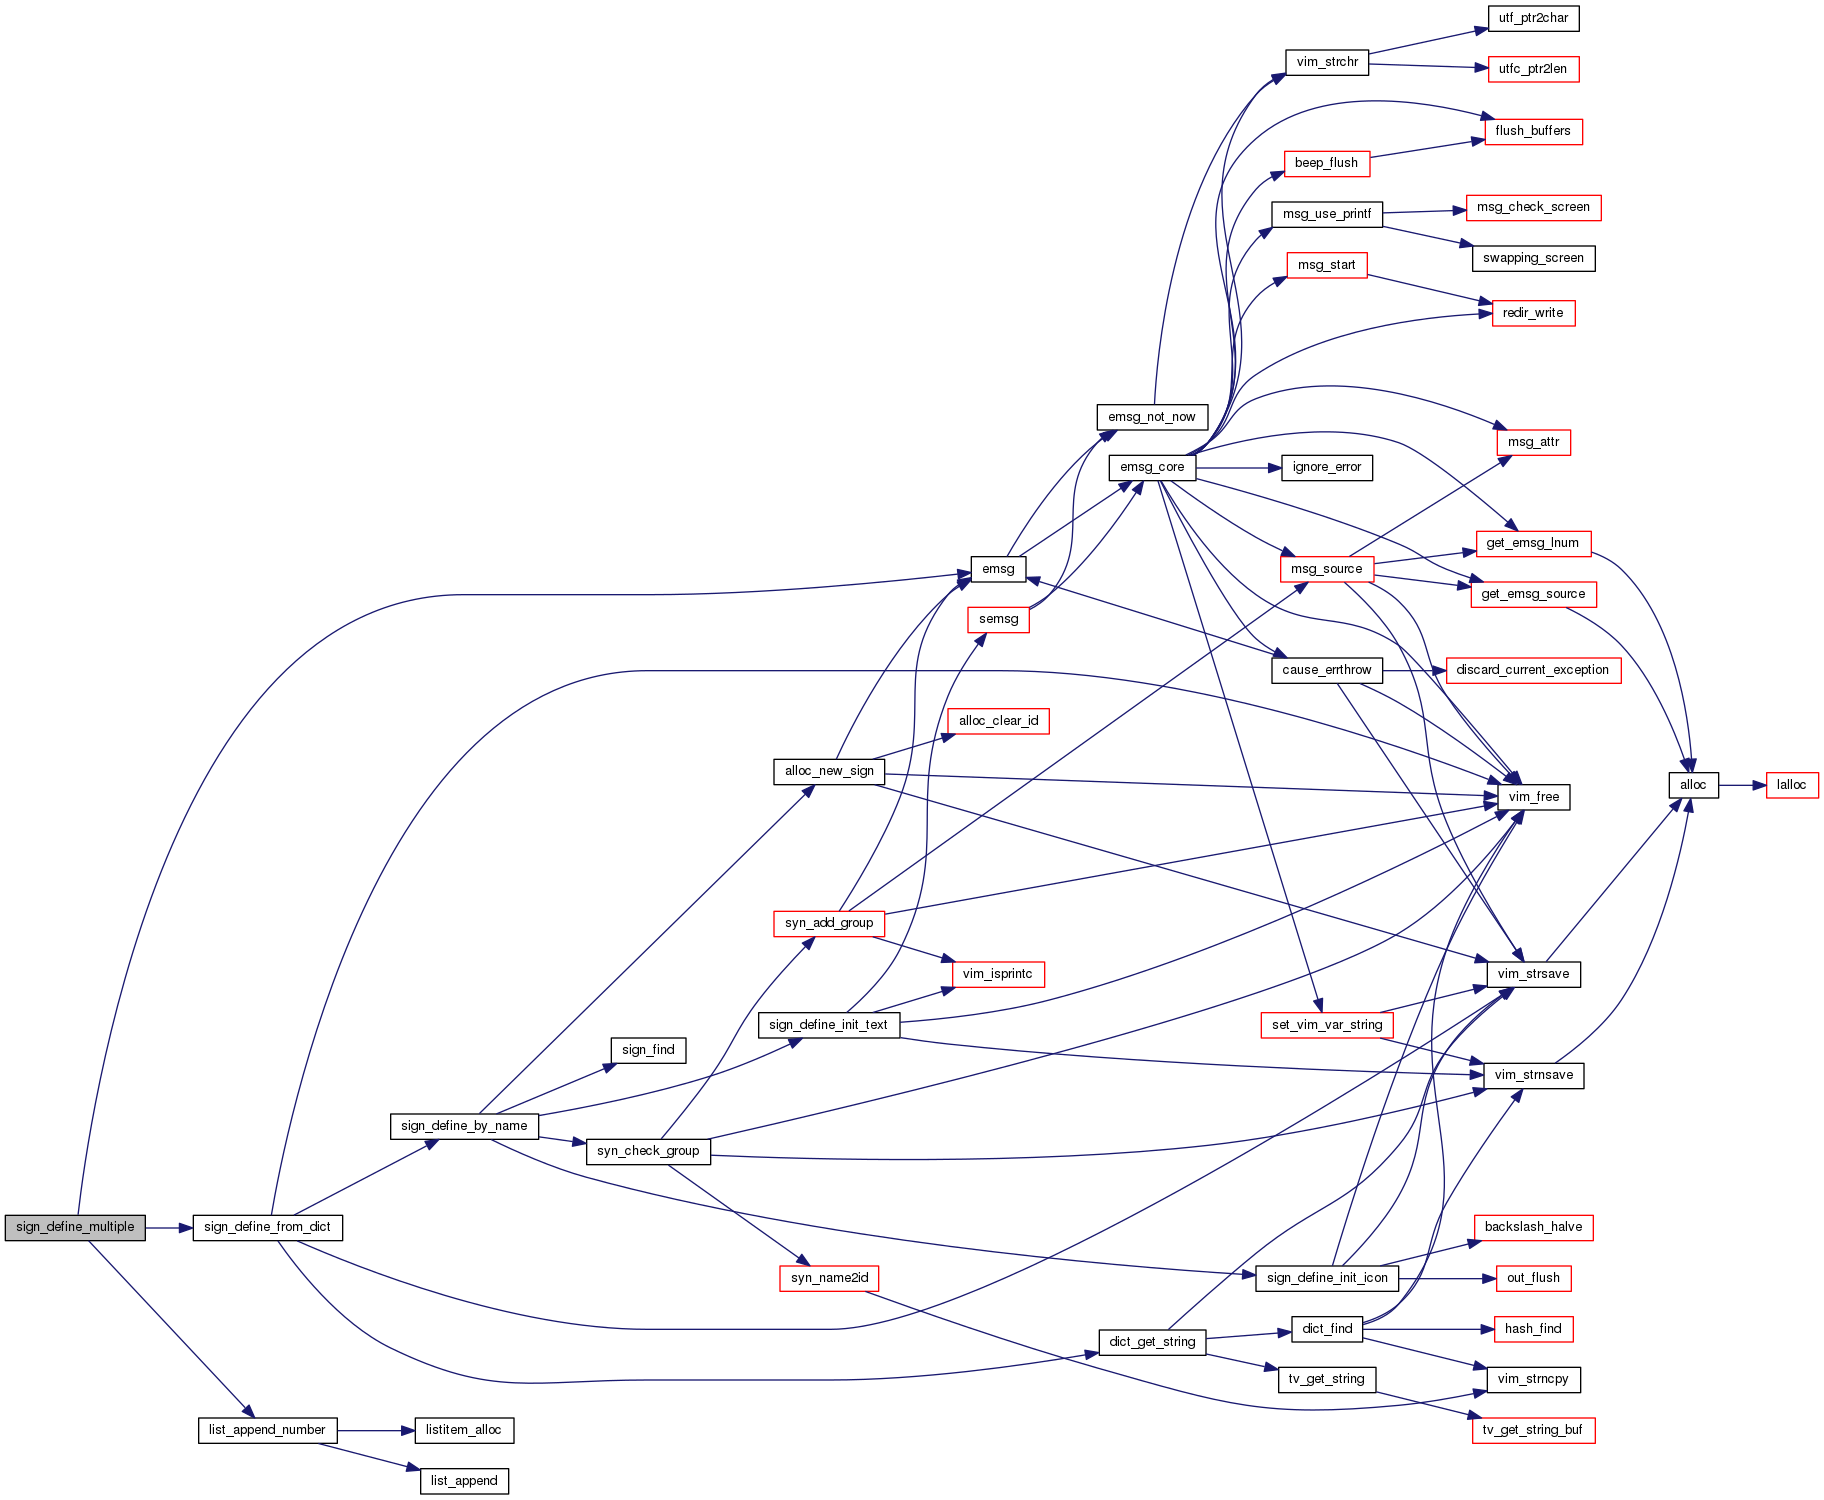 utf_ptr2char
vim_strchr
utfc_ptr2len
flush_buffers
beep_flush
msg_check_screen
msg_use_printf
swapping_screen
msg_start
redir_write
emsg_not_now
msg_attr
emsg_core
ignore_error
get_emsg_lnum
emsg
msg_source
get_emsg_source
semsg
cause_errthrow
discard_current_exception
alloc_clear_id
alloc_new_sign
vim_free
alloc
lalloc
syn_add_group
vim_isprintc
vim_strsave
sign_define_init_text
set_vim_var_string
sign_find
vim_strnsave
sign_define_by_name
syn_check_group
sign_define_multiple
sign_define_from_dict
backslash_halve
syn_name2id
sign_define_init_icon
out_flush
dict_get_string
dict_find
hash_find
tv_get_string
vim_strncpy
list_append_number
listitem_alloc
tv_get_string_buf
list_append